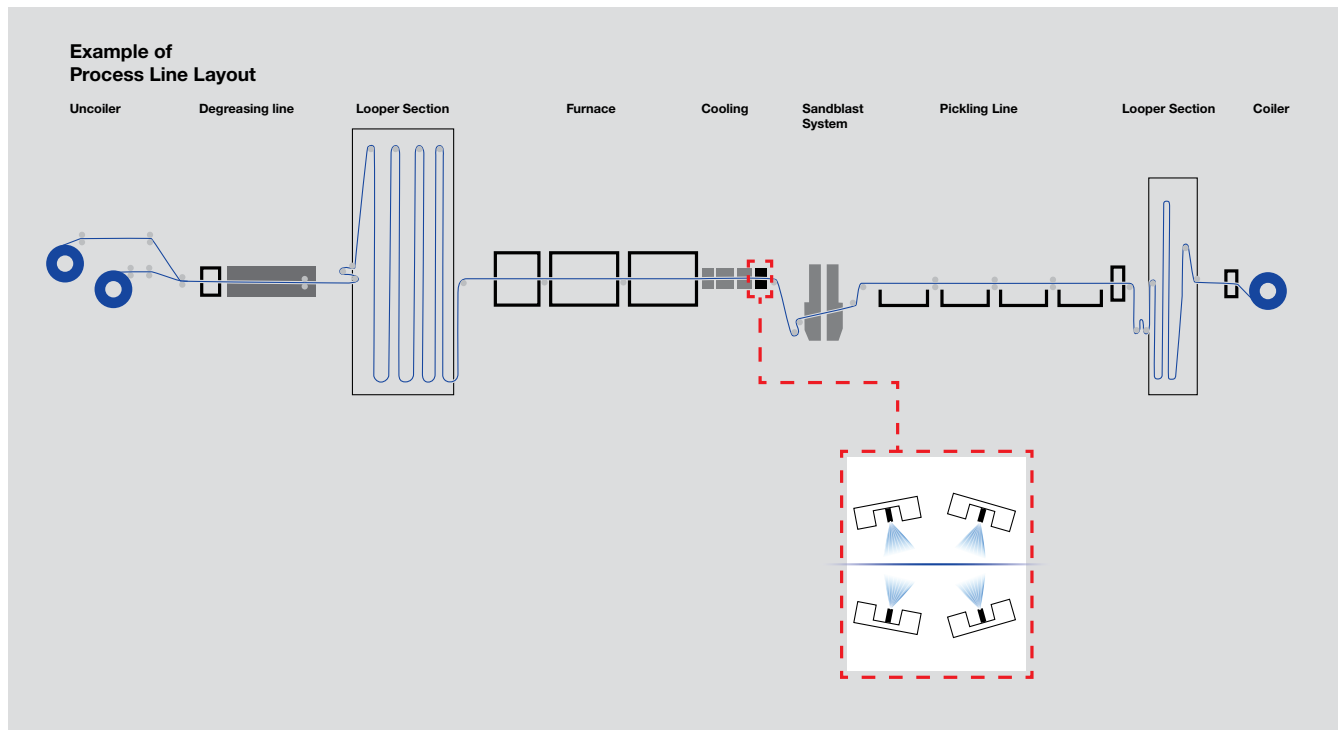 Example of
Process Line Layout
Uncoiler
Degreasing line
Looper Section
Furnace
Cooling
Sandblast
System
Pickling Line
Looper Section
Coiler